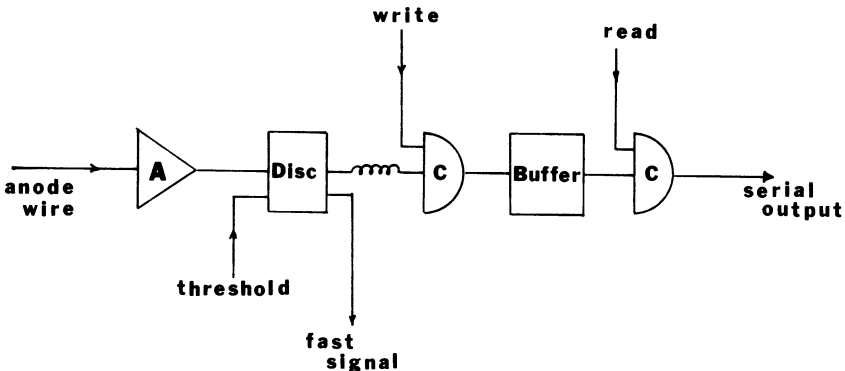 write
read
anode
wire
A
Disc
C
Buffer
C
serial
output
threshold
fast
signal